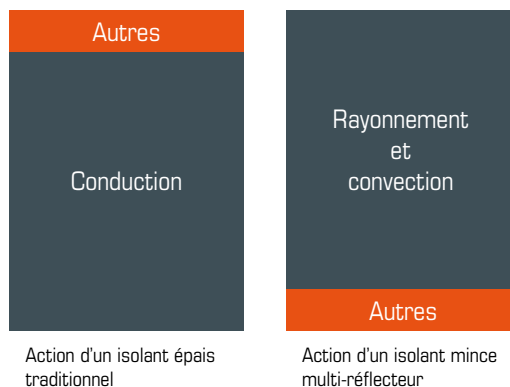 Autres
Conduction
Action d'un isolant épais
traditionnel
Rayonnement
et
convection
Autres
Action d'un isolant mince
multi-réflecteur